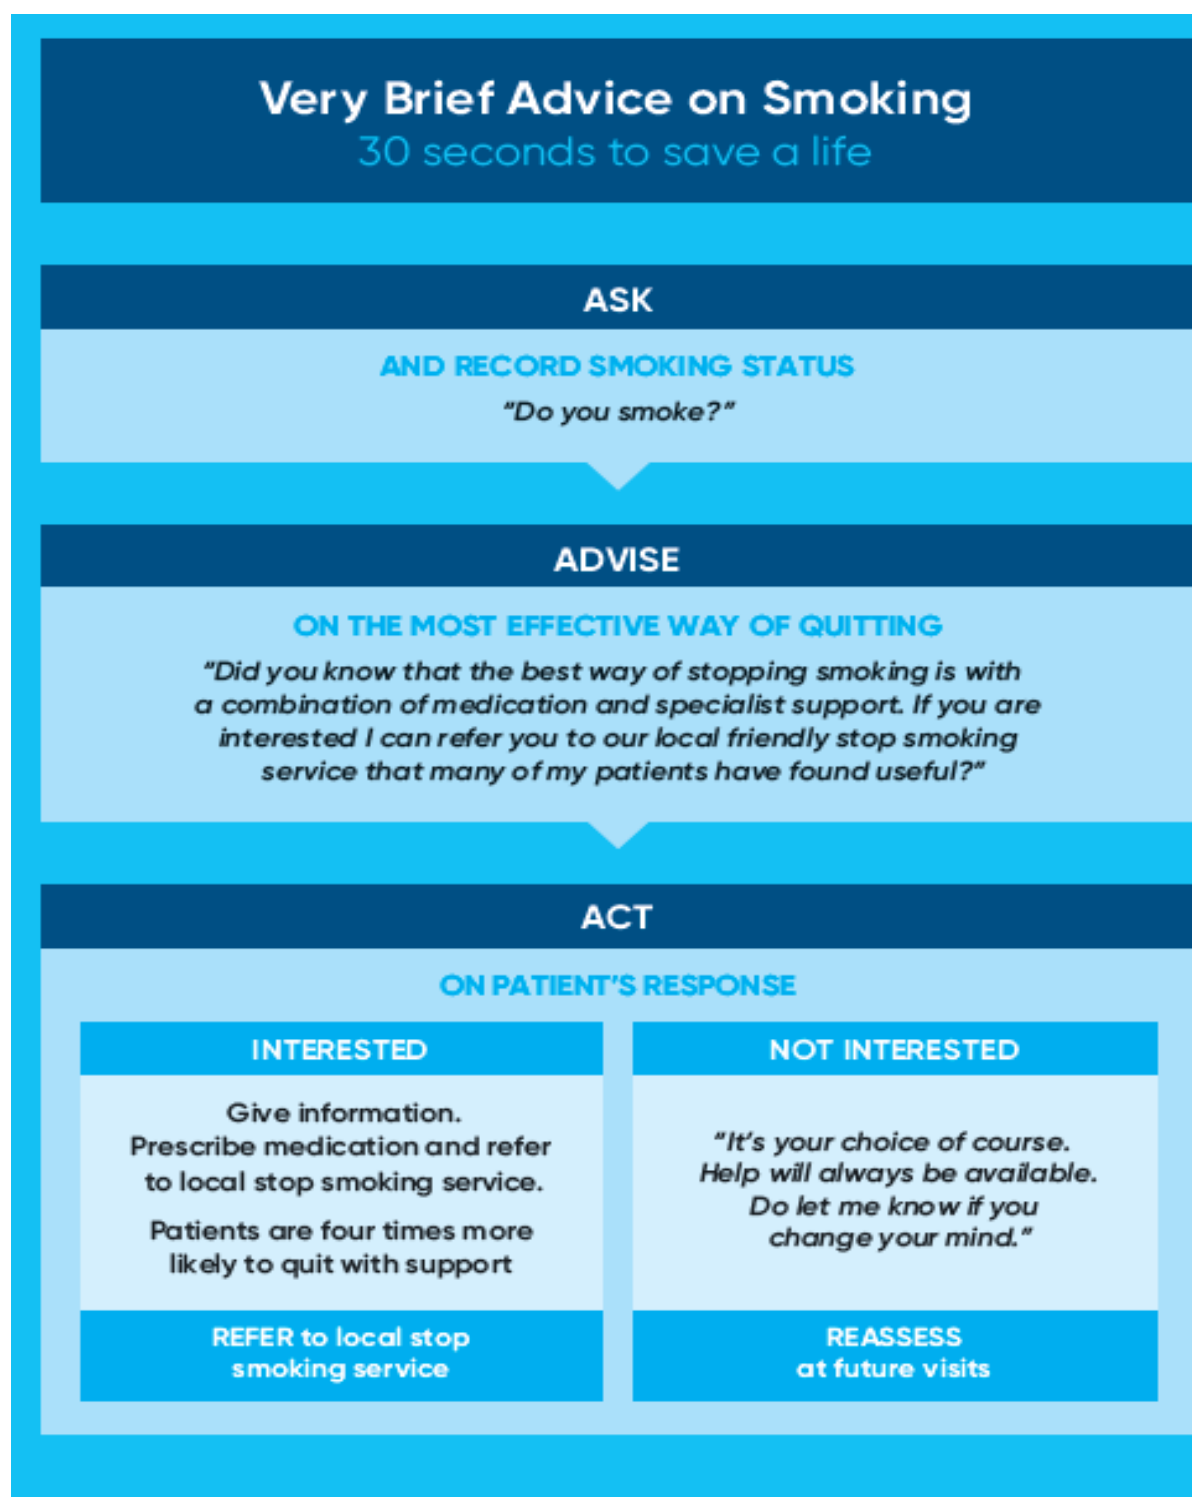 Very Brief Advice on Smoking
30 seconds to save a life
ASK
AND RECORD SMOKING STATUS
"Do you smoke?"
ADVISE
ON THE MOST EFFECTIVE WAY OF QUITTING
"Did you know that the best way of stopping smoking is with
a combination of medication and specialist support. If you are
interested I can refer you to our local friendly stop smoking
service that many of my patients have found useful?"
ACT
ON PATIENT'S RESPONSE
INTERESTED
Give information.
Prescribe medication and refer
to local stop smoking service.
Patients are four times more
likely to quit with support
REFER to local stop
smoking service
NOT INTERESTED
"It's your choice of course.
Help will always be available.
Do let me know if you
change your mind."
REASSESS
at future visits